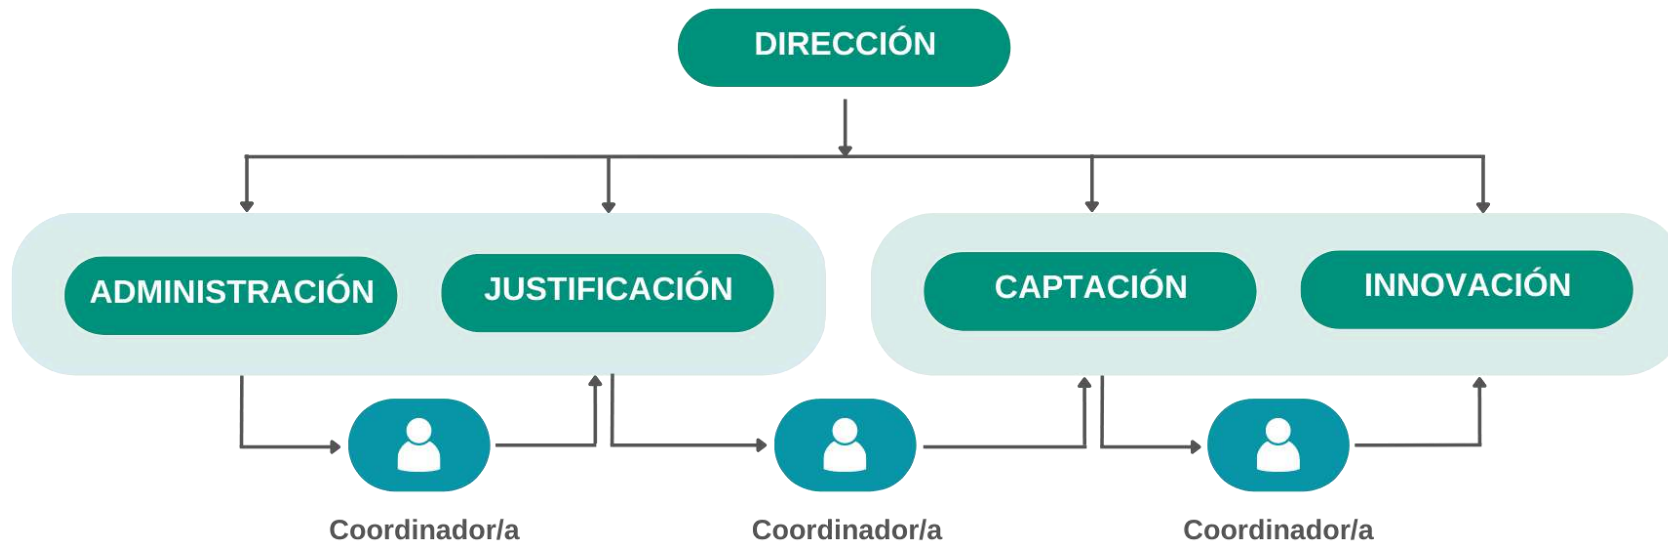 DIRECCIÓN
ADMINISTRACIÓN
JUSTIFICACIÓN
CAPTACIÓN
INNOVACIÓN
Coordinador/a
Coordinador/a
Coordinador/a